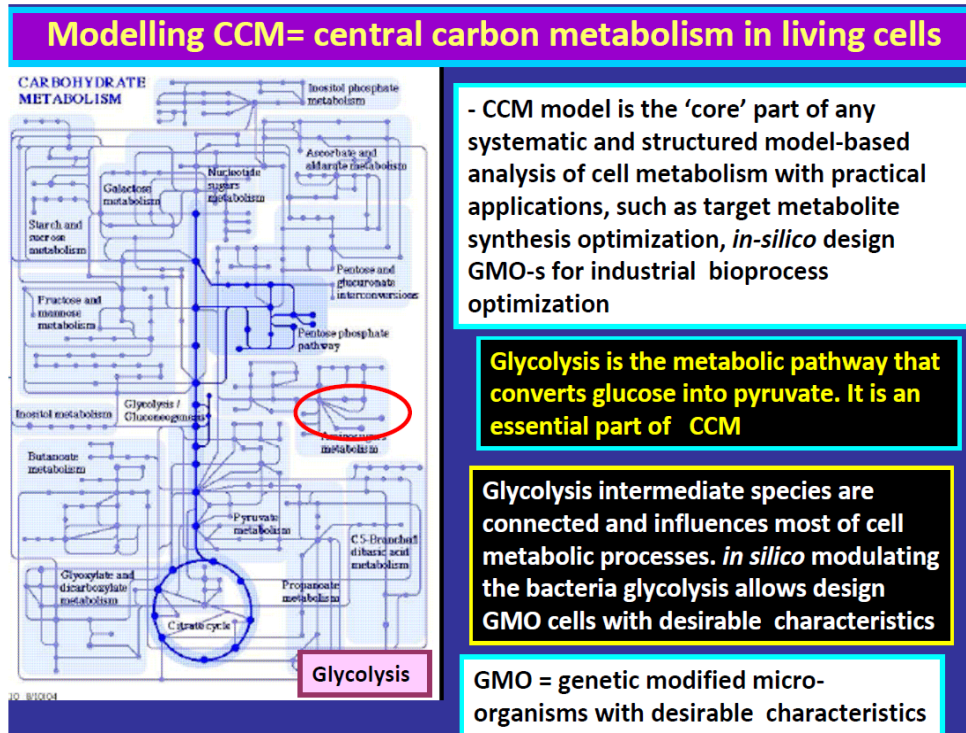 Modelling CCM= central carbon metabolism in living cells
CARBOHYDRATE
METABOLISM
Inositol phosphate
metabolism
Ascorbate and
aldarate metabolism
Nucleotide
sugars
metabolism
Galactose
metabolism
Starch and
sucrose
metabolism
Pentose and
glucuronate
interconversions
Fructose and
mannose
metabolism
Pentose phosphate
pathway
Glycolysis /
Gluconeogenesis
Inositol metabolism
Aminosugars
metabolism
Butanoate
metabolism
Pyruvate
metabolism
C5-Branched
dibasic acid
metabolism
Glyoxylate and
dicarboxylate
metabolism
Propanoate
metabolism
Citrate cycle
Glycolysis
10 8/10/04
- CCM model is the ‘core’ part of any
systematic and structured model-based
analysis of cell metabolism with practical
applications, such as target metabolite
synthesis optimization, in-silico design
GMO-s for industrial bioprocess
optimization
Glycolysis is the metabolic pathway that
converts glucose into pyruvate. It is an
essential part of CCM
Glycolysis intermediate species are
connected and influences most of cell
metabolic processes. in silico modulating
the bacteria glycolysis allows design
GMO cells with desirable characteristics
GMO = genetic modified micro-
organisms with desirable characteristics